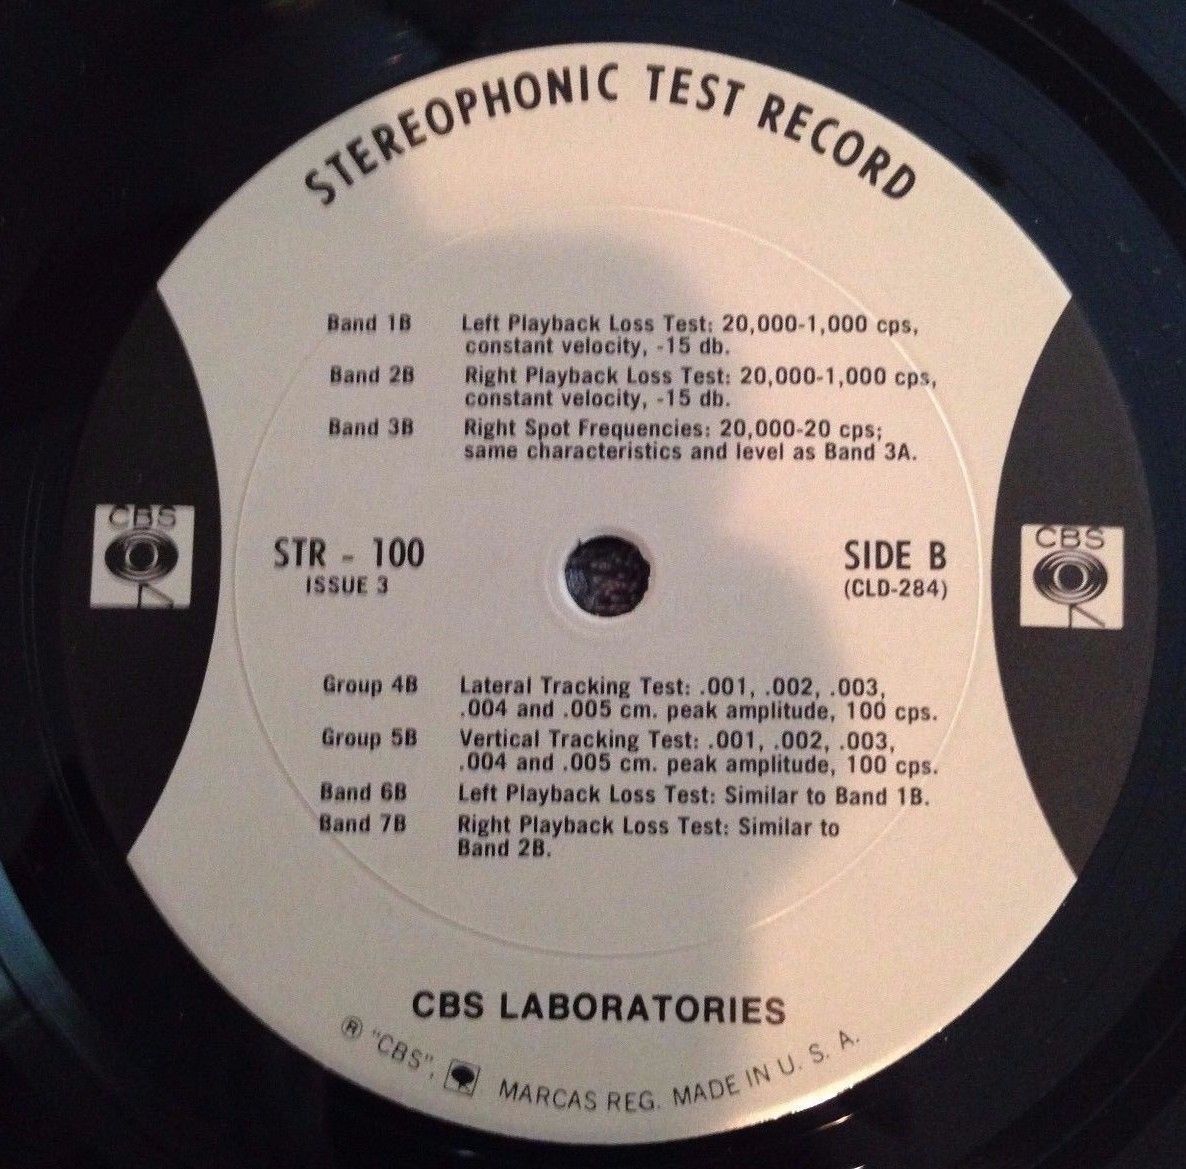 STEREOPHONIC TEST RECORD
Band 1B Left Playback Loss Test: 20,000-1,000 cps,
constant velocity, -15 db.
Band 2B Right Playback Loss Test: 20,000-1,000 cps,
constant velocity, -15 db.
Band 3B Right Spot Frequencies: 20,000-20 cps;
same characteristics and level as Band 3A.
CBS
STR - 100
ISSUE 3
SIDE B
(CLD-284)
CBS
Group 4B Lateral Tracking Test: .001, .002, .003,
.004 and .005 cm. peak amplitude, 100 cps.
Group 5B Vertical Tracking Test: .001, .002, .003,
.004 and .005 cm. peak amplitude, 100 cps.
Band 6B Left Playback Loss Test: Similar to Band 1B.
Band 7B Right Playback Loss Test: Similar to
Band 2B.
CBS LABORATORIES
® "CBS", MARCAS REG. MADE IN U. S. A.